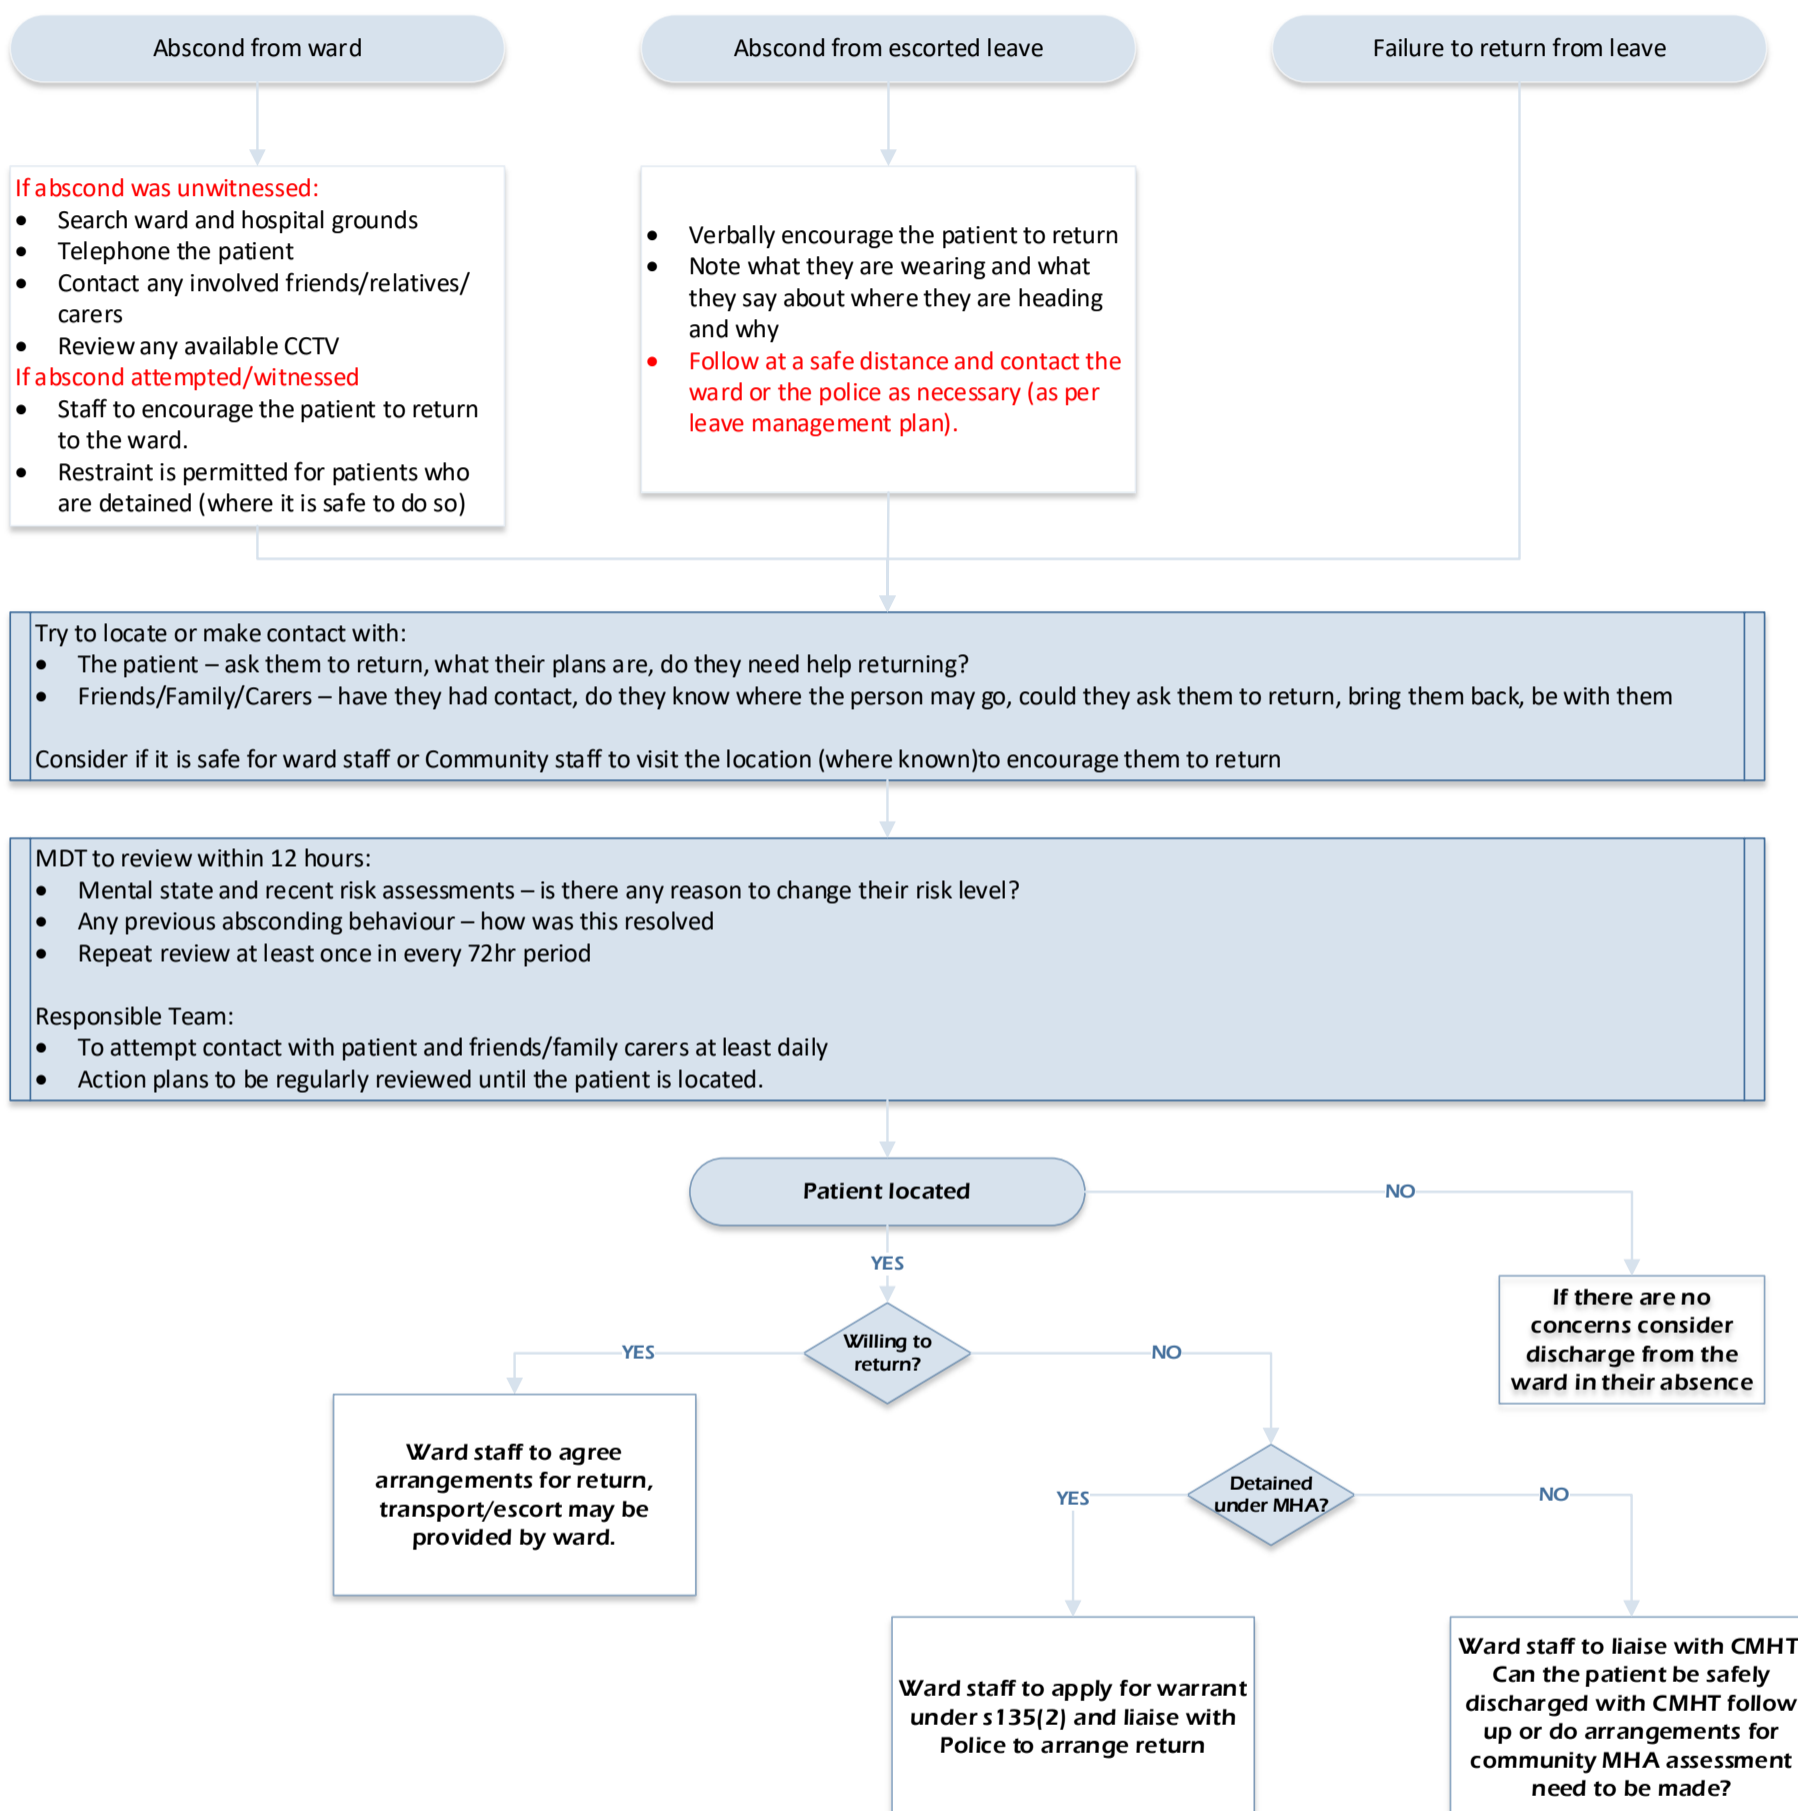 Abscond from ward
Abscond from escorted leave
Failure to return from leave
If abscond was unwitnessed:
• Search ward and hospital grounds
• Telephone the patient
• Contact any involved friends/relatives/
carers
• Review any available CCTV
If abscond attempted/witnessed
• Staff to encourage the patient to return
to the ward.
• Restraint is permitted for patients who
are detained (where it is safe to do so)
• Verbally encourage the patient to return
• Note what they are wearing and what
they say about where they are heading
and why
• Follow at a safe distance and contact the
ward or the police as necessary (as per
leave management plan).
Try to locate or make contact with:
• The patient – ask them to return, what their plans are, do they need help returning?
• Friends/Family/Carers – have they had contact, do they know where the person may go, could they ask them to return, bring them back, be with them
Consider if it is safe for ward staff or Community staff to visit the location (where known)to encourage them to return
MDT to review within 12 hours:
• Mental state and recent risk assessments – is there any reason to change their risk level?
• Any previous absconding behaviour – how was this resolved
• Repeat review at least once in every 72hr period
Responsible Team:
• To attempt contact with patient and friends/family carers at least daily
• Action plans to be regularly reviewed until the patient is located.
Patient located
NO
YES
If there are no
concerns consider
discharge from the
ward in their absence
Willing to
return?
YES
NO
Ward staff to agree
arrangements for return,
transport/escort may be
provided by ward.
Detained
under MHA?
YES
NO
Ward staff to apply for warrant
under s135(2) and liaise with
Police to arrange return
Ward staff to liaise with CMHT
Can the patient be safely
discharged with CMHT follow
up or do arrangements for
community MHA assessment
need to be made?